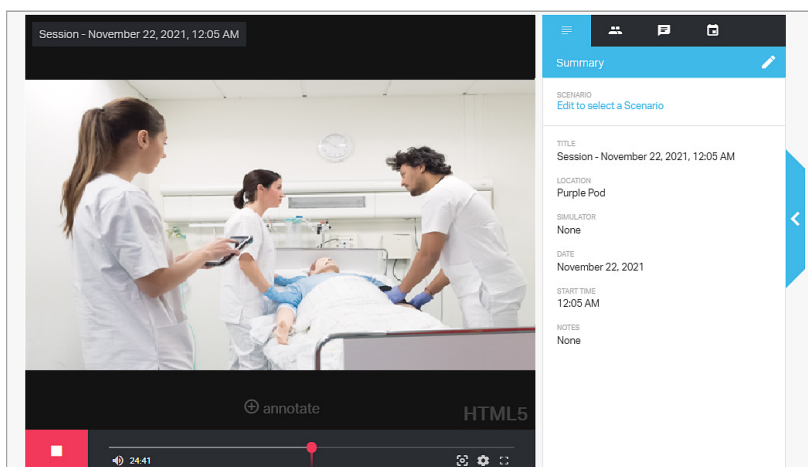 Session - November 22, 2021, 12:05 AM
annotate
HTML5
24:41
Summary
SCENARIO
Edit to select a Scenario
TITLE
Session - November 22, 2021, 12:05 AM
LOCATION
Purple Pod
SIMULATOR
None
DATE
November 22, 2021
START TIME
12:05 AM
NOTES
None